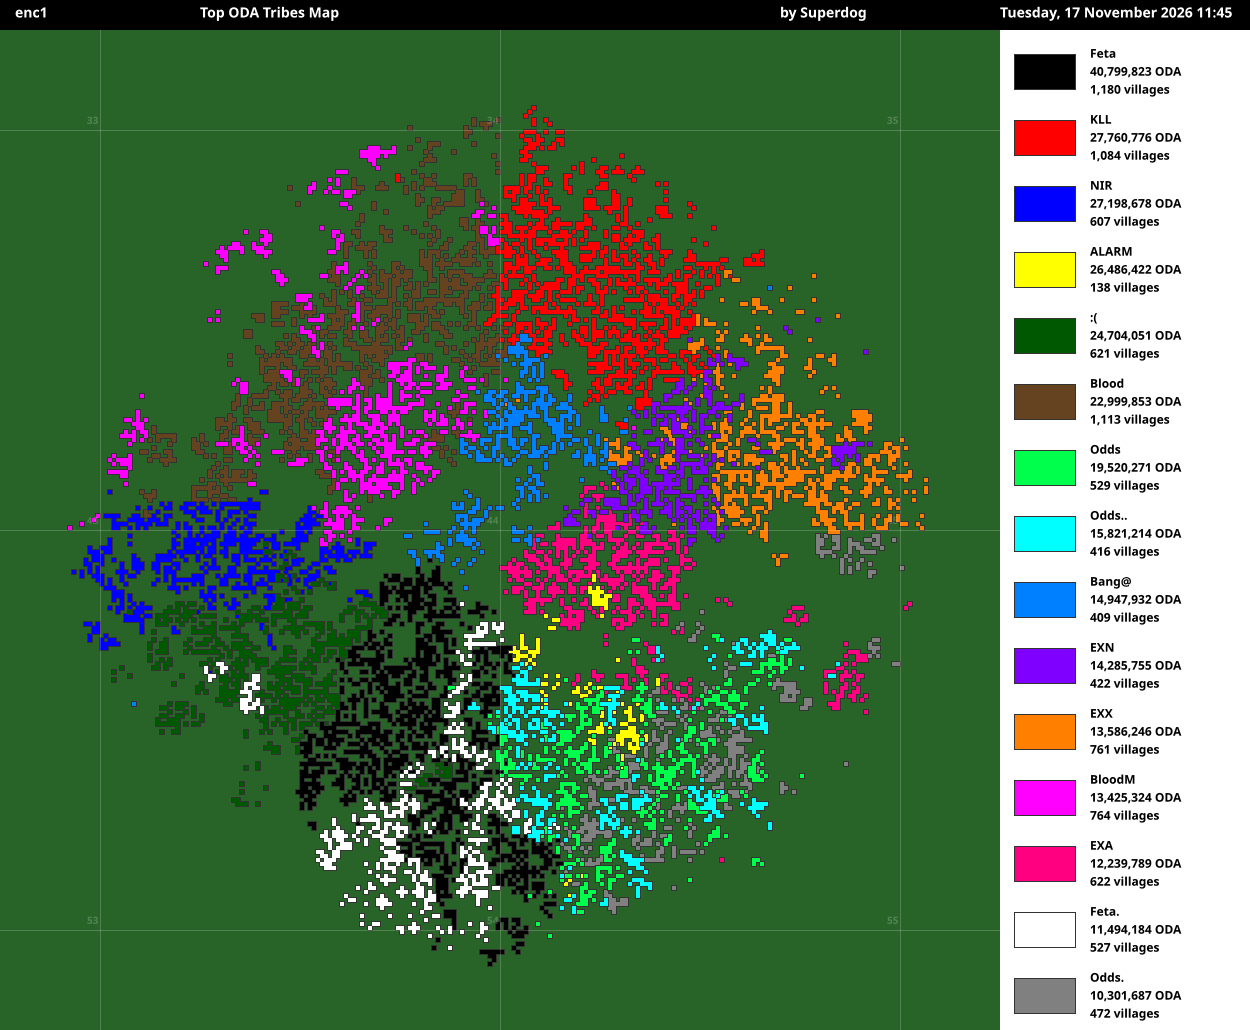 enc1 Top ODA Tribes Map by Superdog Tuesday, 17 November 2026 11:45
Feta
40,799,823 ODA
1,180 villages
KLL
27,760,776 ODA
1,084 villages
NIR
27,198,678 ODA
607 villages
ALARM
26,486,422 ODA
138 villages
:(
24,704,051 ODA
621 villages
Blood
22,999,853 ODA
1,113 villages
Odds
19,520,271 ODA
529 villages
Odds..
15,821,214 ODA
416 villages
Bang@
14,947,932 ODA
409 villages
EXN
14,285,755 ODA
422 villages
EXX
13,586,246 ODA
761 villages
BloodM
13,425,324 ODA
764 villages
EXA
12,239,789 ODA
622 villages
Feta.
11,494,184 ODA
527 villages
Odds.
10,301,687 ODA
472 villages
33 35
44
53 54 55